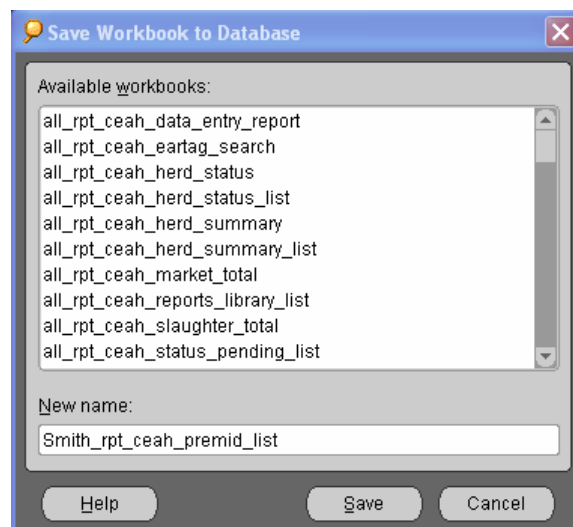 Save Workbook to Database
Available workbooks:
all_rpt_ceah_data_entry_report
all_rpt_ceah_eartag_search
all_rpt_ceah_herd_status
all_rpt_ceah_herd_status_list
all_rpt_ceah_herd_summary
all_rpt_ceah_herd_summary_list
all_rpt_ceah_market_total
all_rpt_ceah_reports_library_list
all_rpt_ceah_slaughter_total
all_rpt_ceah_status_pending_list
New name:
Smith_rpt_ceah_premid_list
Help Save Cancel